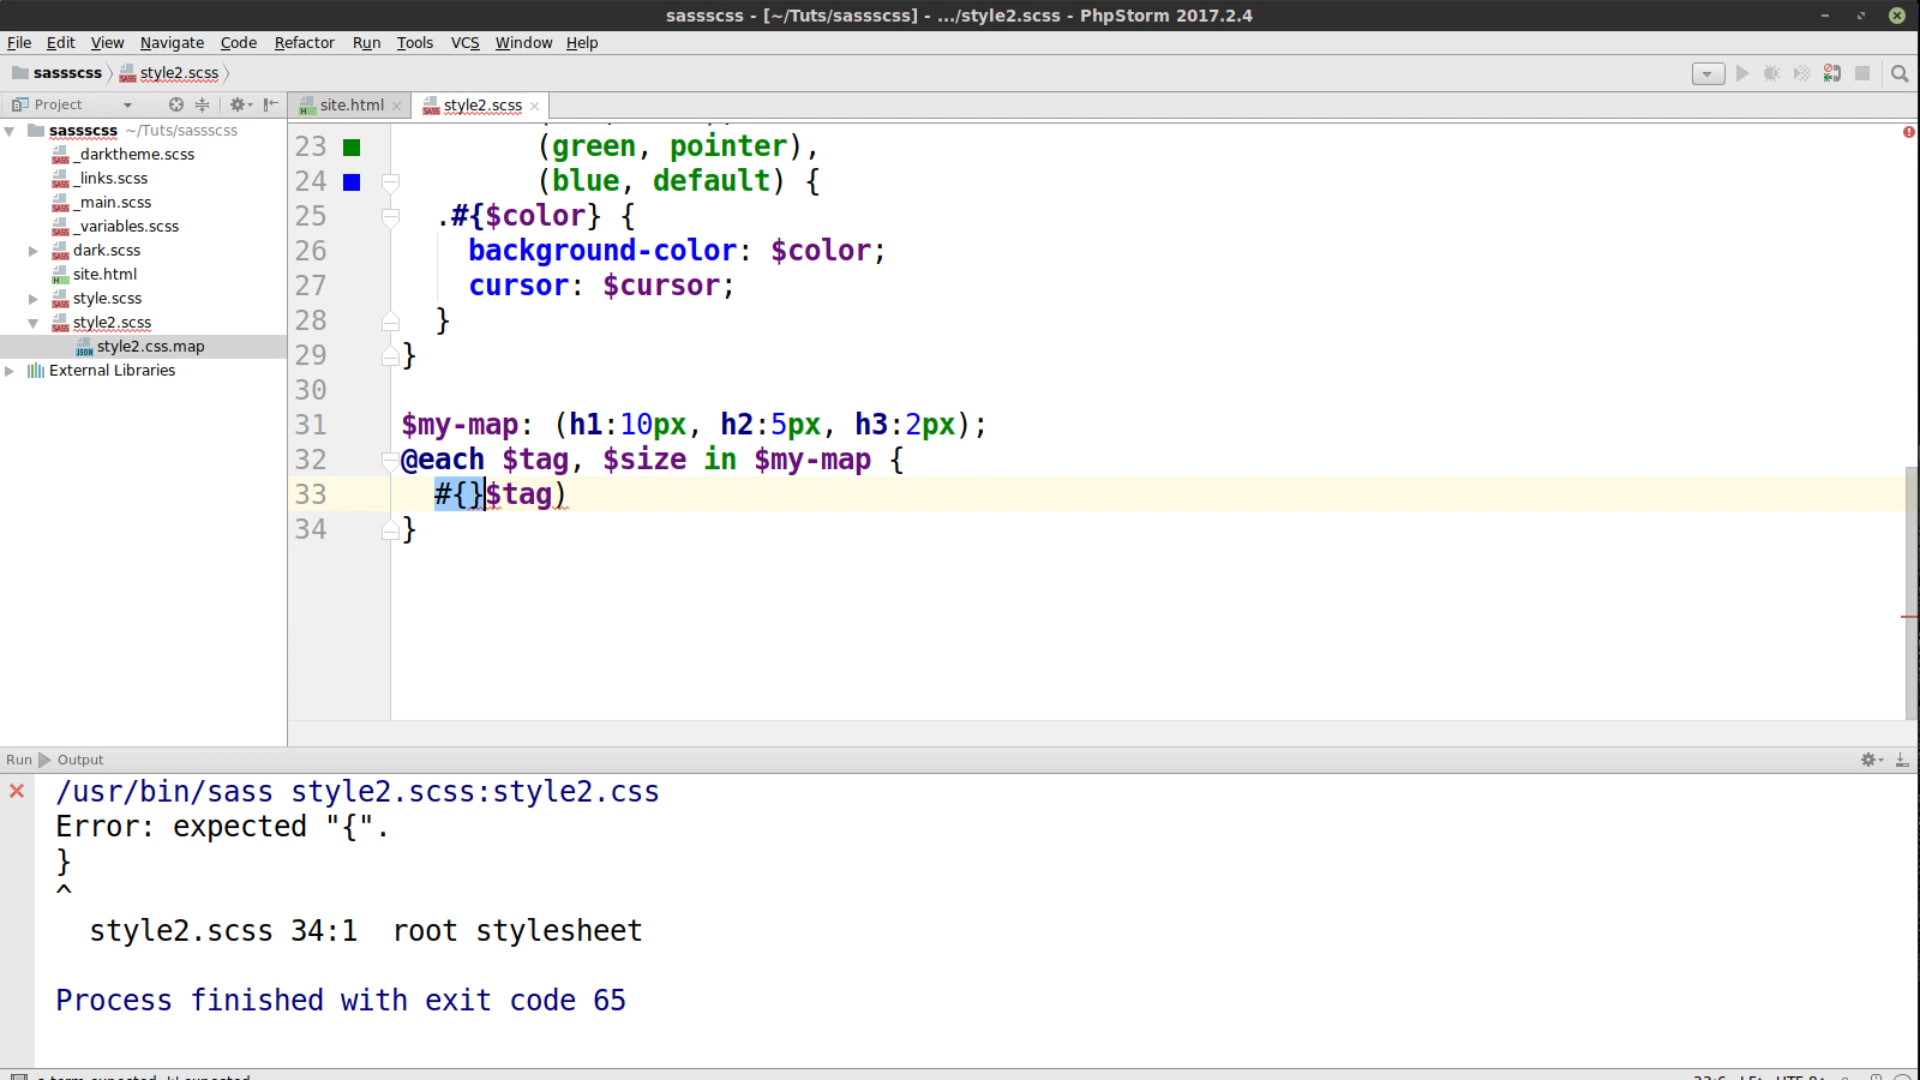 sassscss - [~/Tuts/sassscss] - .../style2.scss - PhpStorm 2017.2.4
File Edit View Navigate Code Refactor Run Tools VCS Window Help
sassscss style2.scss
Project
site.html style2.scss
sassscss ~/Tuts/sassscss
_darktheme.scss
_links.scss
_main.scss
_variables.scss
dark.scss
site.html
style.scss
style2.scss
style2.css.map
External Libraries
23 (green, pointer),
24 (blue, default) {
25 .#{$color} {
26 background-color: $color;
27 cursor: $cursor;
28 }
29 }
30
31 $my-map: (h1:10px, h2:5px, h3:2px);
32 @each $tag, $size in $my-map {
33 #{}$tag)
34 }
Run Output
/usr/bin/sass style2.scss:style2.css
Error: expected "{".
}
^
style2.scss 34:1 root stylesheet
Process finished with exit code 65